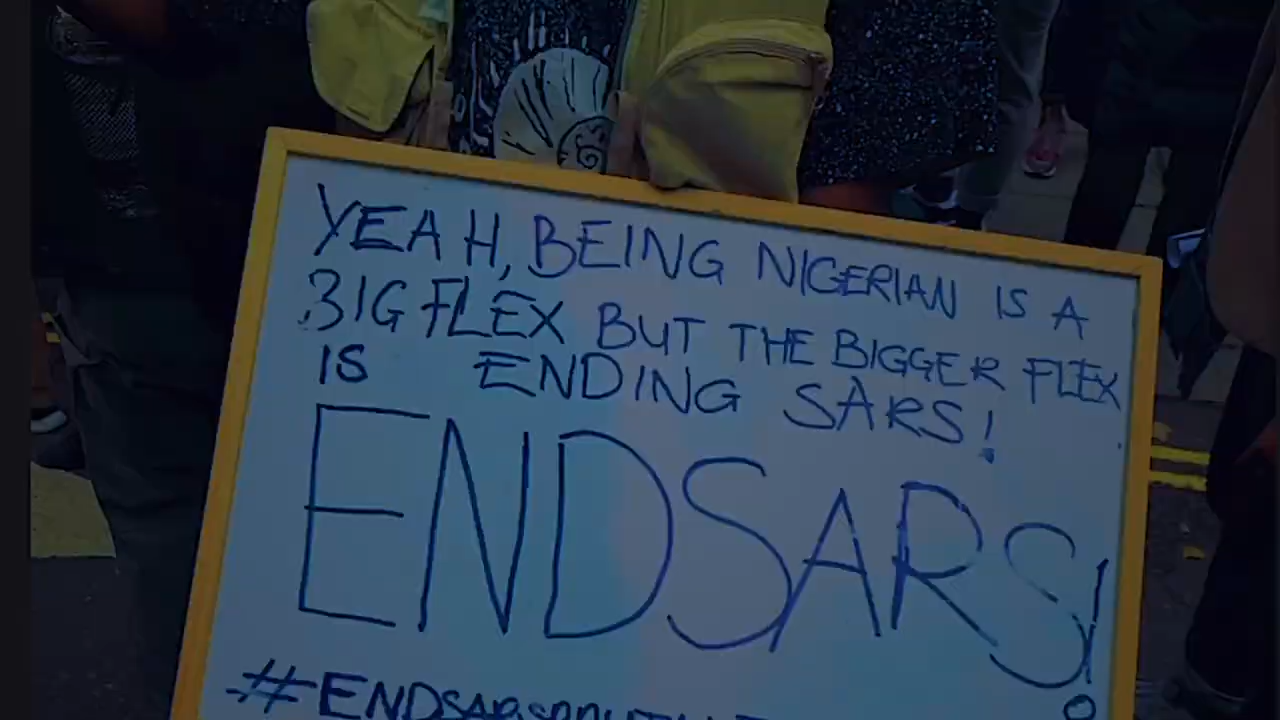 YEAH, BEING NIGERIAN IS A
BIG FLEX BUT THE BIGGER FLEX
IS ENDING SARS!
ENDSARS!